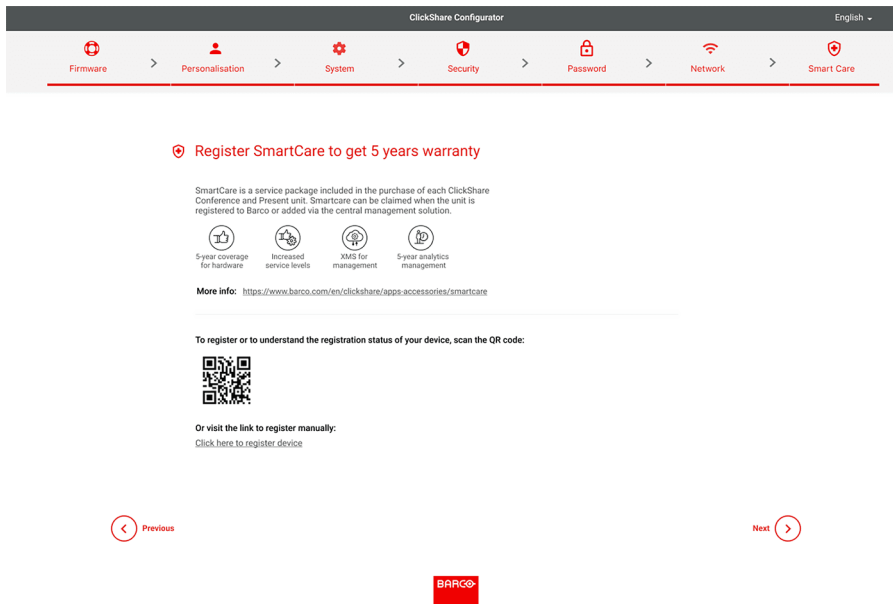 ClickShare Configurator
English
Firmware
Personalisation
System
Security
Password
Network
Smart Care
Register SmartCare to get 5 years warranty
SmartCare is a service package included in the purchase of each ClickShare
Conference and Present unit. Smartcare can be claimed when the unit is
registered to Barco or added via the central management solution.
5-year coverage
for hardware
Increased
service levels
XMS for
management
5-year analytics
management
More info: https://www.barco.com/en/clickshare/apps-accessories/smartcare
To register or to understand the registration status of your device, scan the QR code:
Or visit the link to register manually:
Click here to register device
Previous
Next
BARCO